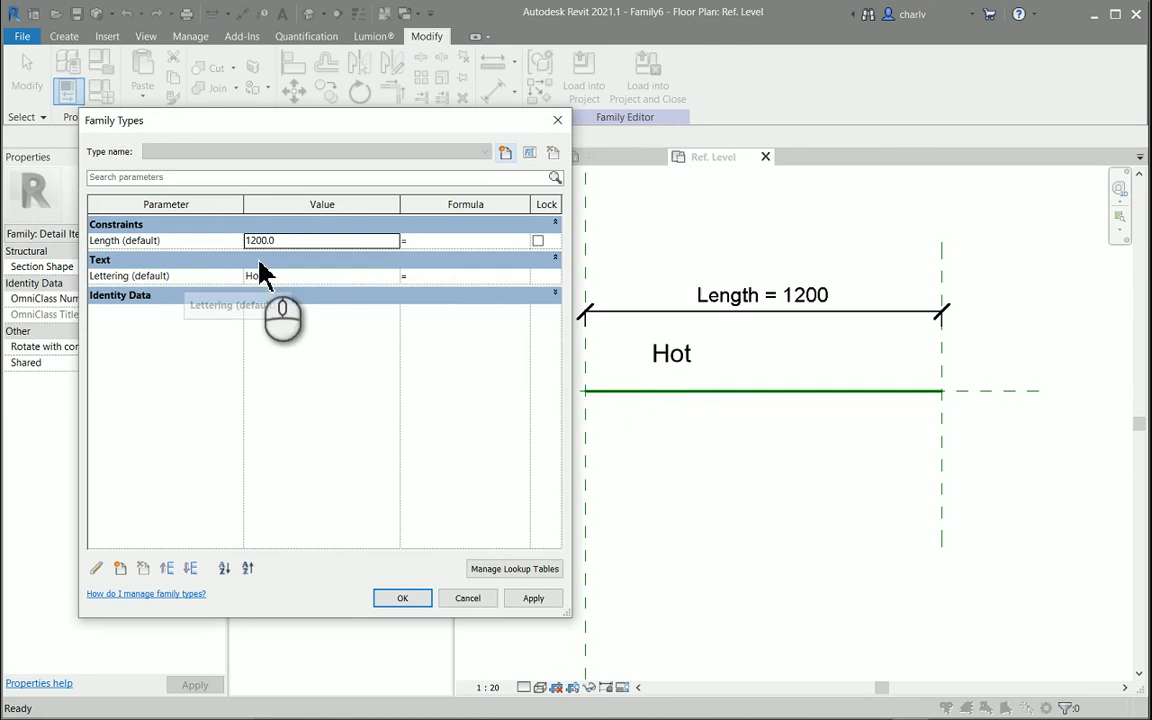 Autodesk Revit 2021.1 - Family6 - Floor Plan: Ref. Level
charlv
File Create Insert View Manage Add-Ins Quantification Lumion® Modify
Modify
Paste
Cut
Join
Load into Project
Load into Project and Close
Select
Family Editor
Family Types
Type name:
Search parameters
Parameter Value Formula Lock
Constraints
Length (default) 1200.0 =
Text
Lettering (default) =
Identity Data
Manage Lookup Tables
How do I manage family types?
OK Cancel Apply
Properties
Family: Detail Ite
Structural
Section Shape
Identity Data
OmniClass Num
OmniClass Title
Other
Rotate with cor
Shared
Properties help
Apply
Ref. Level
Length = 1200
Hot
1 : 20
Ready
:0